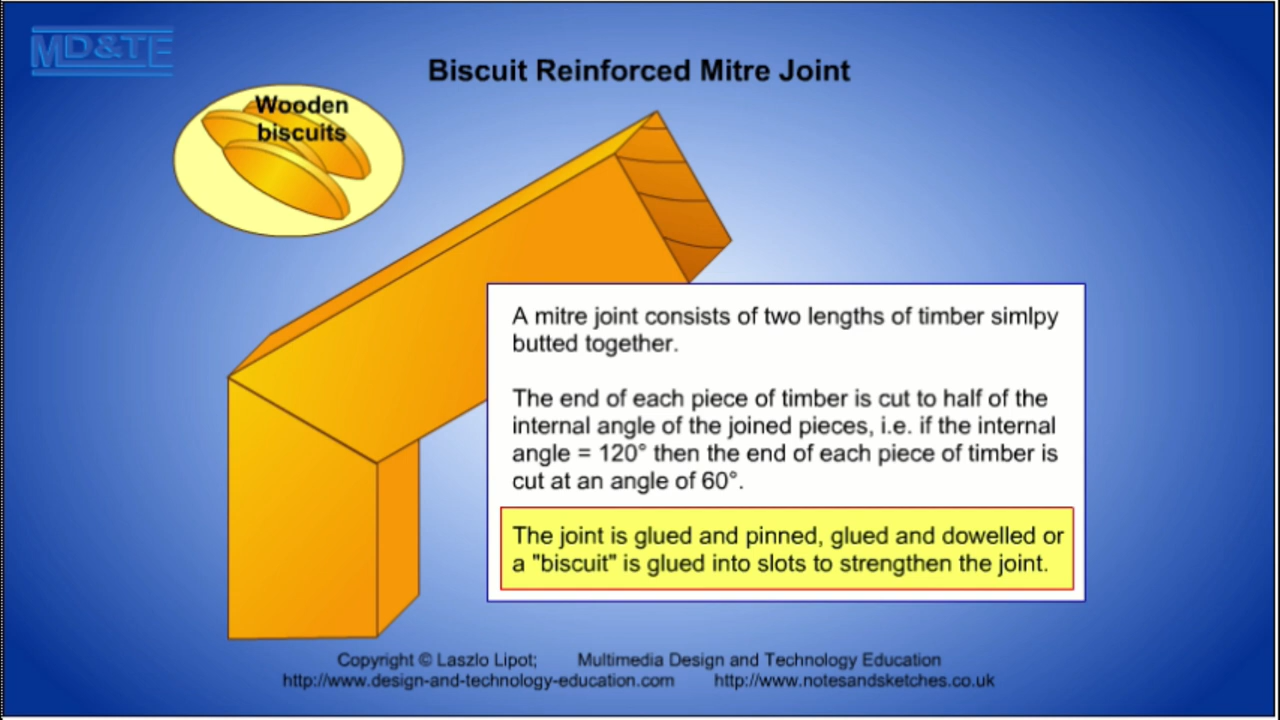 MD&TE
Biscuit Reinforced Mitre Joint
Wooden
biscuits
A mitre joint consists of two lengths of timber simlpy
butted together.
The end of each piece of timber is cut to half of the
internal angle of the joined pieces, i.e. if the internal
angle = 120° then the end of each piece of timber is
cut at an angle of 60°.
The joint is glued and pinned, glued and dowelled or
a "biscuit" is glued into slots to strengthen the joint.
Copyright © Laszlo Lipot; Multimedia Design and Technology Education
http://www.design-and-technology-education.com http://www.notesandsketches.co.uk